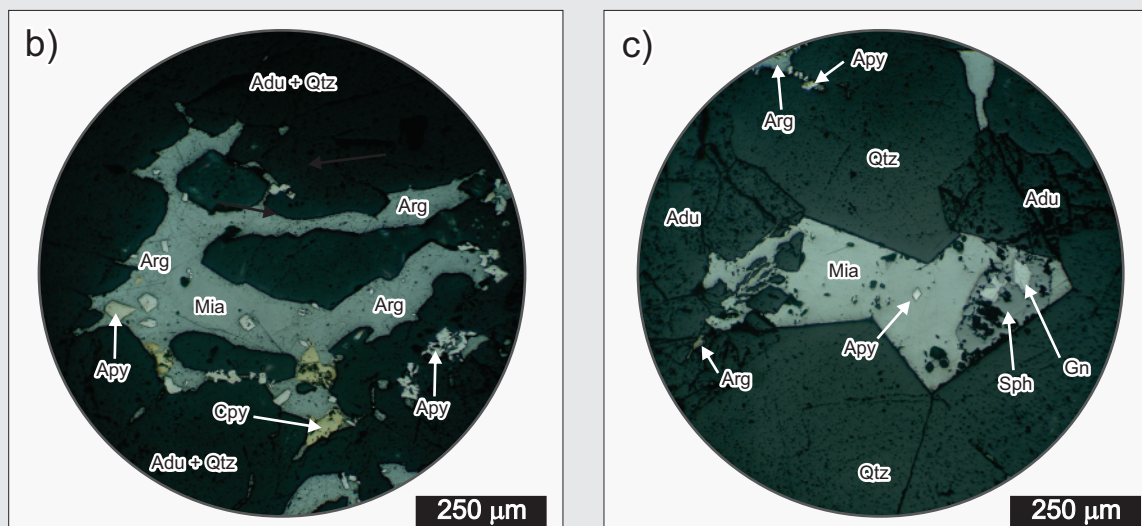 b)
Adu + Qtz
Arg
Arg
Mia
Arg
Apy
Apy
Cpy
Adu + Qtz
250 µm
c)
Apy
Arg
Qtz
Adu
Adu
Mia
Apy
Gn
Arg
Sph
Qtz
250 µm